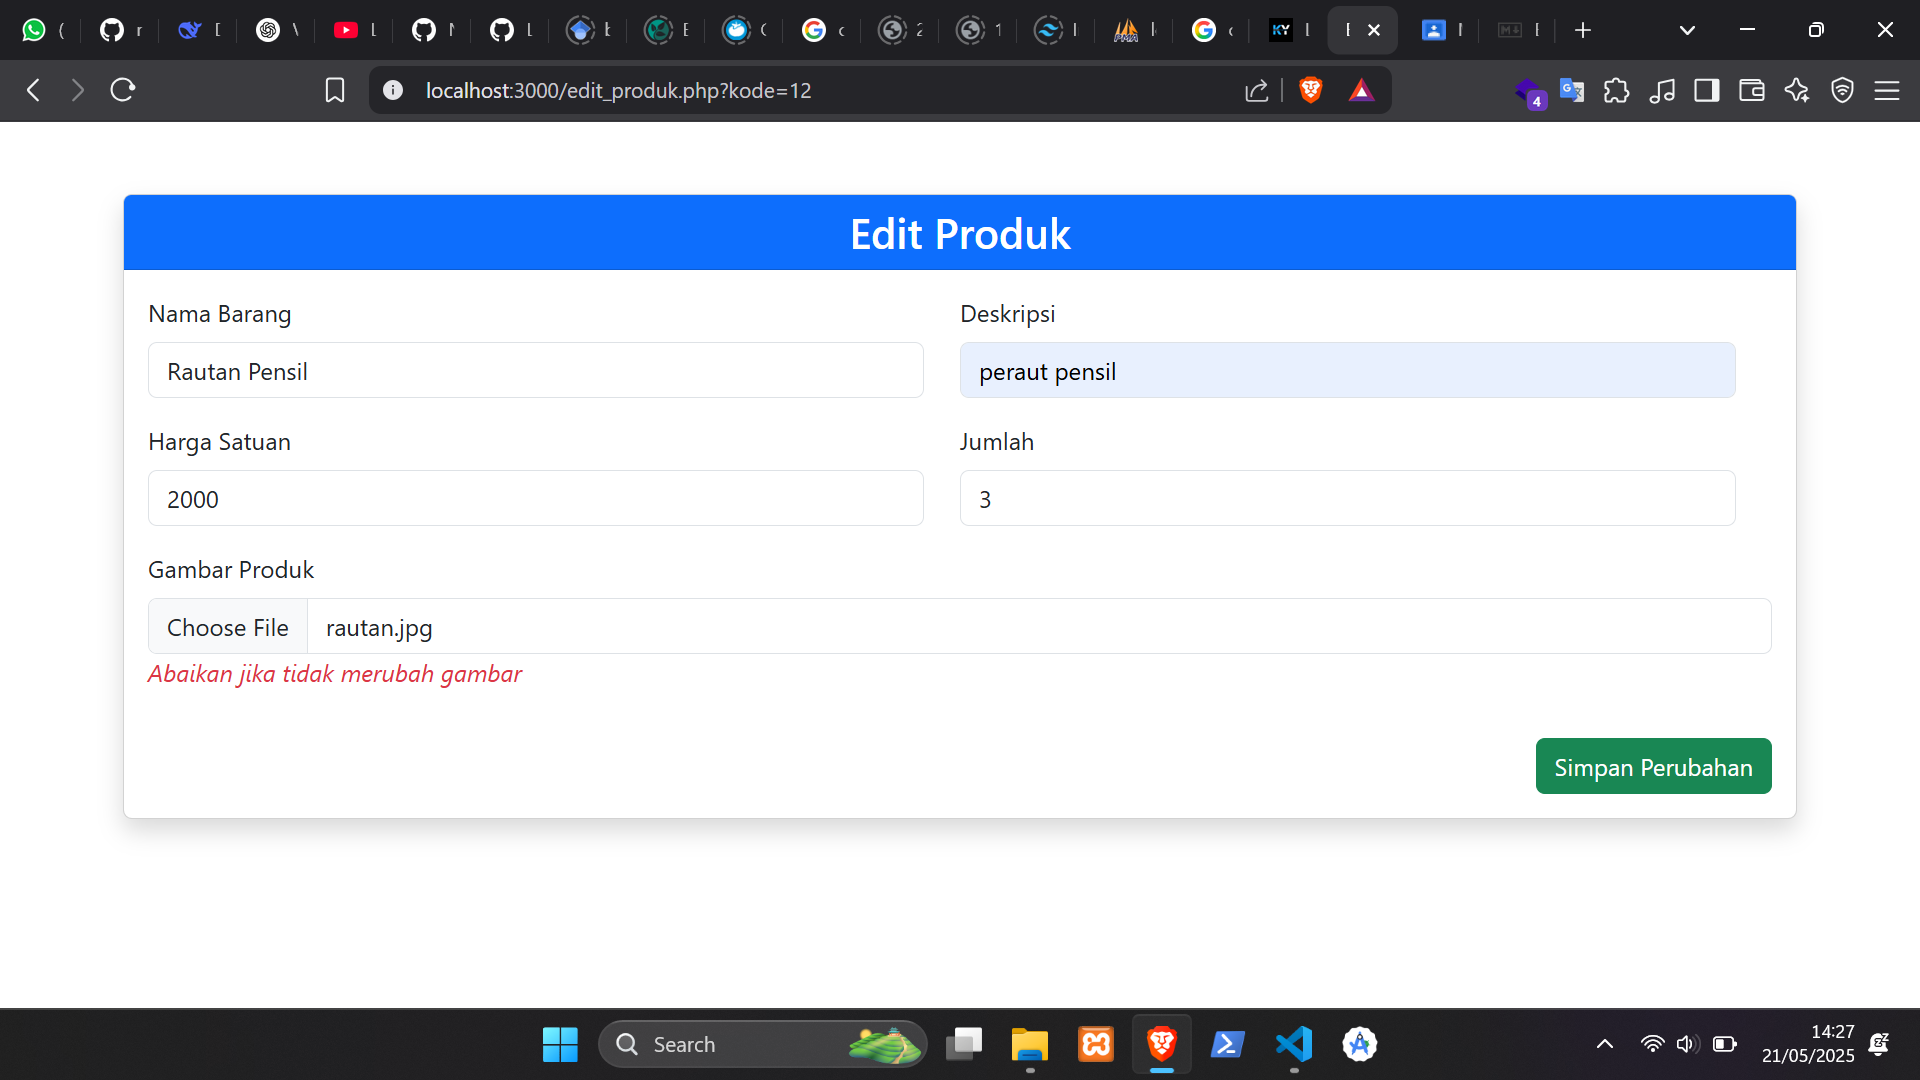 localhost:3000/edit_produk.php?kode=12
4
Edit Produk
Nama Barang
Deskripsi
Rautan Pensil
peraut pensil
Harga Satuan
Jumlah
2000
3
Gambar Produk
Choose File
rautan.jpg
Abaikan jika tidak merubah gambar
Simpan Perubahan
Search
14:27
21/05/2025